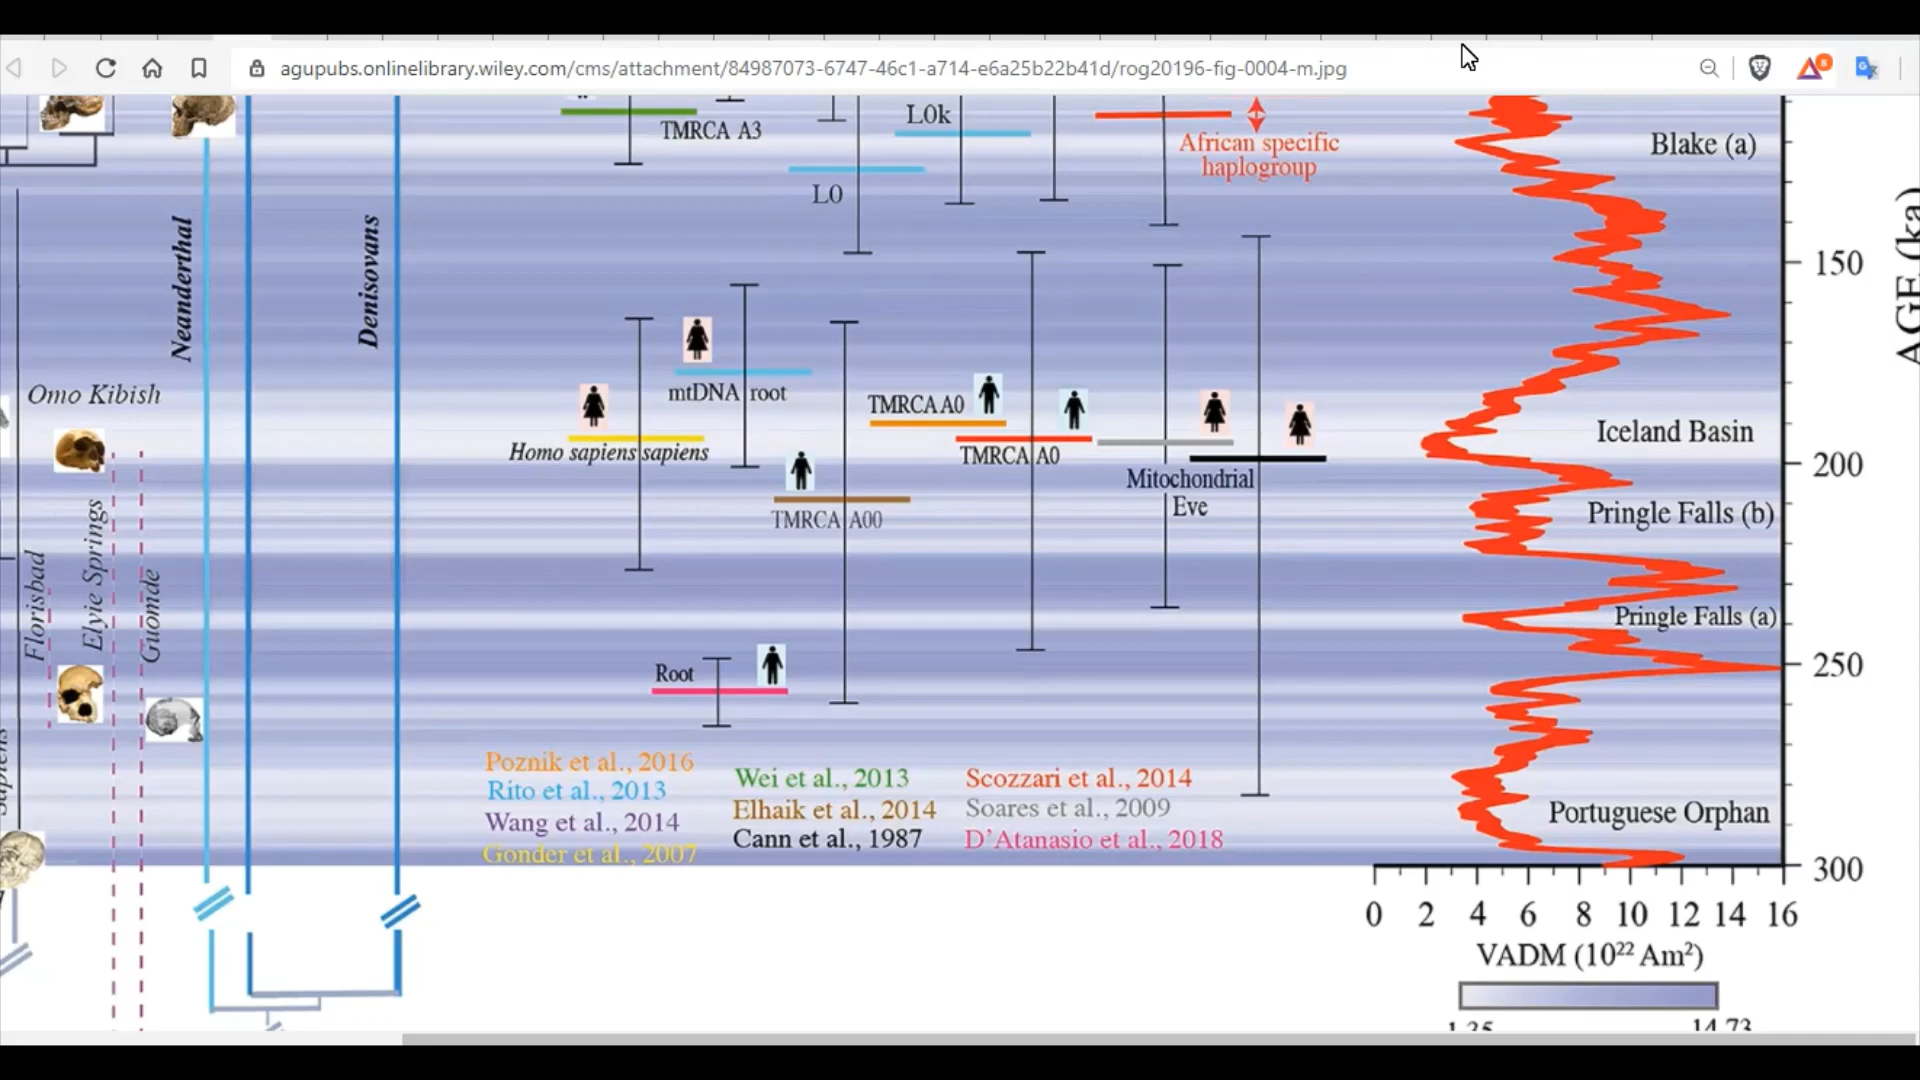 agupubs.onlinelibrary.wiley.com/cms/attachment/84987073-6747-46c1-a714-e6a25b22b41d/rog20196-fig-0004-m.jpg
8
TMRCA A3
L0k
African specific
haplogroup
Blake (a)
L0
Neanderthal
Denisovans
AGE (ka)
150
Omo Kibish
mtDNA root
TMRCA A0
Homo sapiens sapiens
TMRCA A0
Iceland Basin
200
Mitochondrial
Eve
TMRCA A00
Pringle Falls (b)
Florisbad
Elyie Springs
Guomde
Pringle Falls (a)
Root
250
Poznik et al., 2016
Rito et al., 2013
Wang et al., 2014
Gonder et al., 2007
Wei et al., 2013
Elhaik et al., 2014
Cann et al., 1987
Scozzari et al., 2014
Soares et al., 2009
D'Atanasio et al., 2018
Portuguese Orphan
300
0 2 4 6 8 10 12 14 16
VADM (10²² Am²)
1.35 14.73